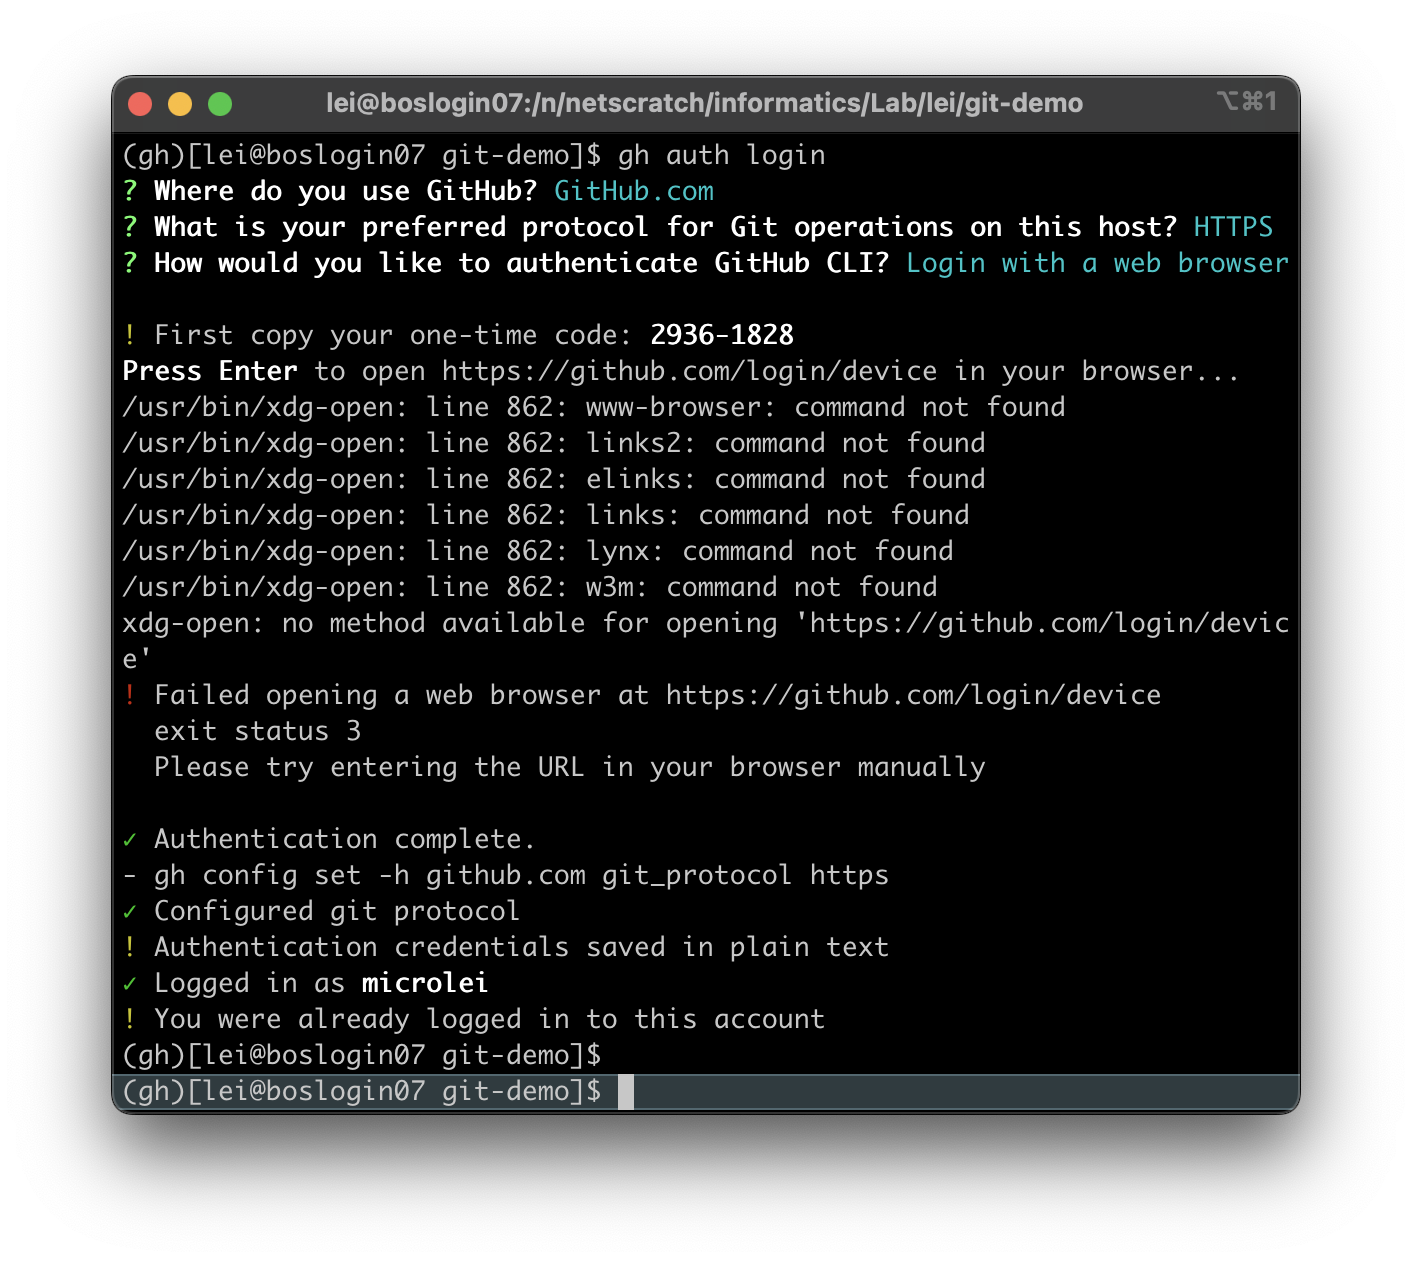 lei@boslogin07:/n/netscratch/informatics/Lab/lei/git-demo ⌥⌘1
(gh)[lei@boslogin07 git-demo]$ gh auth login
? Where do you use GitHub? GitHub.com
? What is your preferred protocol for Git operations on this host? HTTPS
? How would you like to authenticate GitHub CLI? Login with a web browser
! First copy your one-time code: 2936-1828
Press Enter to open https://github.com/login/device in your browser...
/usr/bin/xdg-open: line 862: www-browser: command not found
/usr/bin/xdg-open: line 862: links2: command not found
/usr/bin/xdg-open: line 862: elinks: command not found
/usr/bin/xdg-open: line 862: links: command not found
/usr/bin/xdg-open: line 862: lynx: command not found
/usr/bin/xdg-open: line 862: w3m: command not found
xdg-open: no method available for opening 'https://github.com/login/devic
e'
! Failed opening a web browser at https://github.com/login/device
exit status 3
Please try entering the URL in your browser manually
✓ Authentication complete.
- gh config set -h github.com git_protocol https
✓ Configured git protocol
! Authentication credentials saved in plain text
✓ Logged in as microlei
! You were already logged in to this account
(gh)[lei@boslogin07 git-demo]$
(gh)[lei@boslogin07 git-demo]$